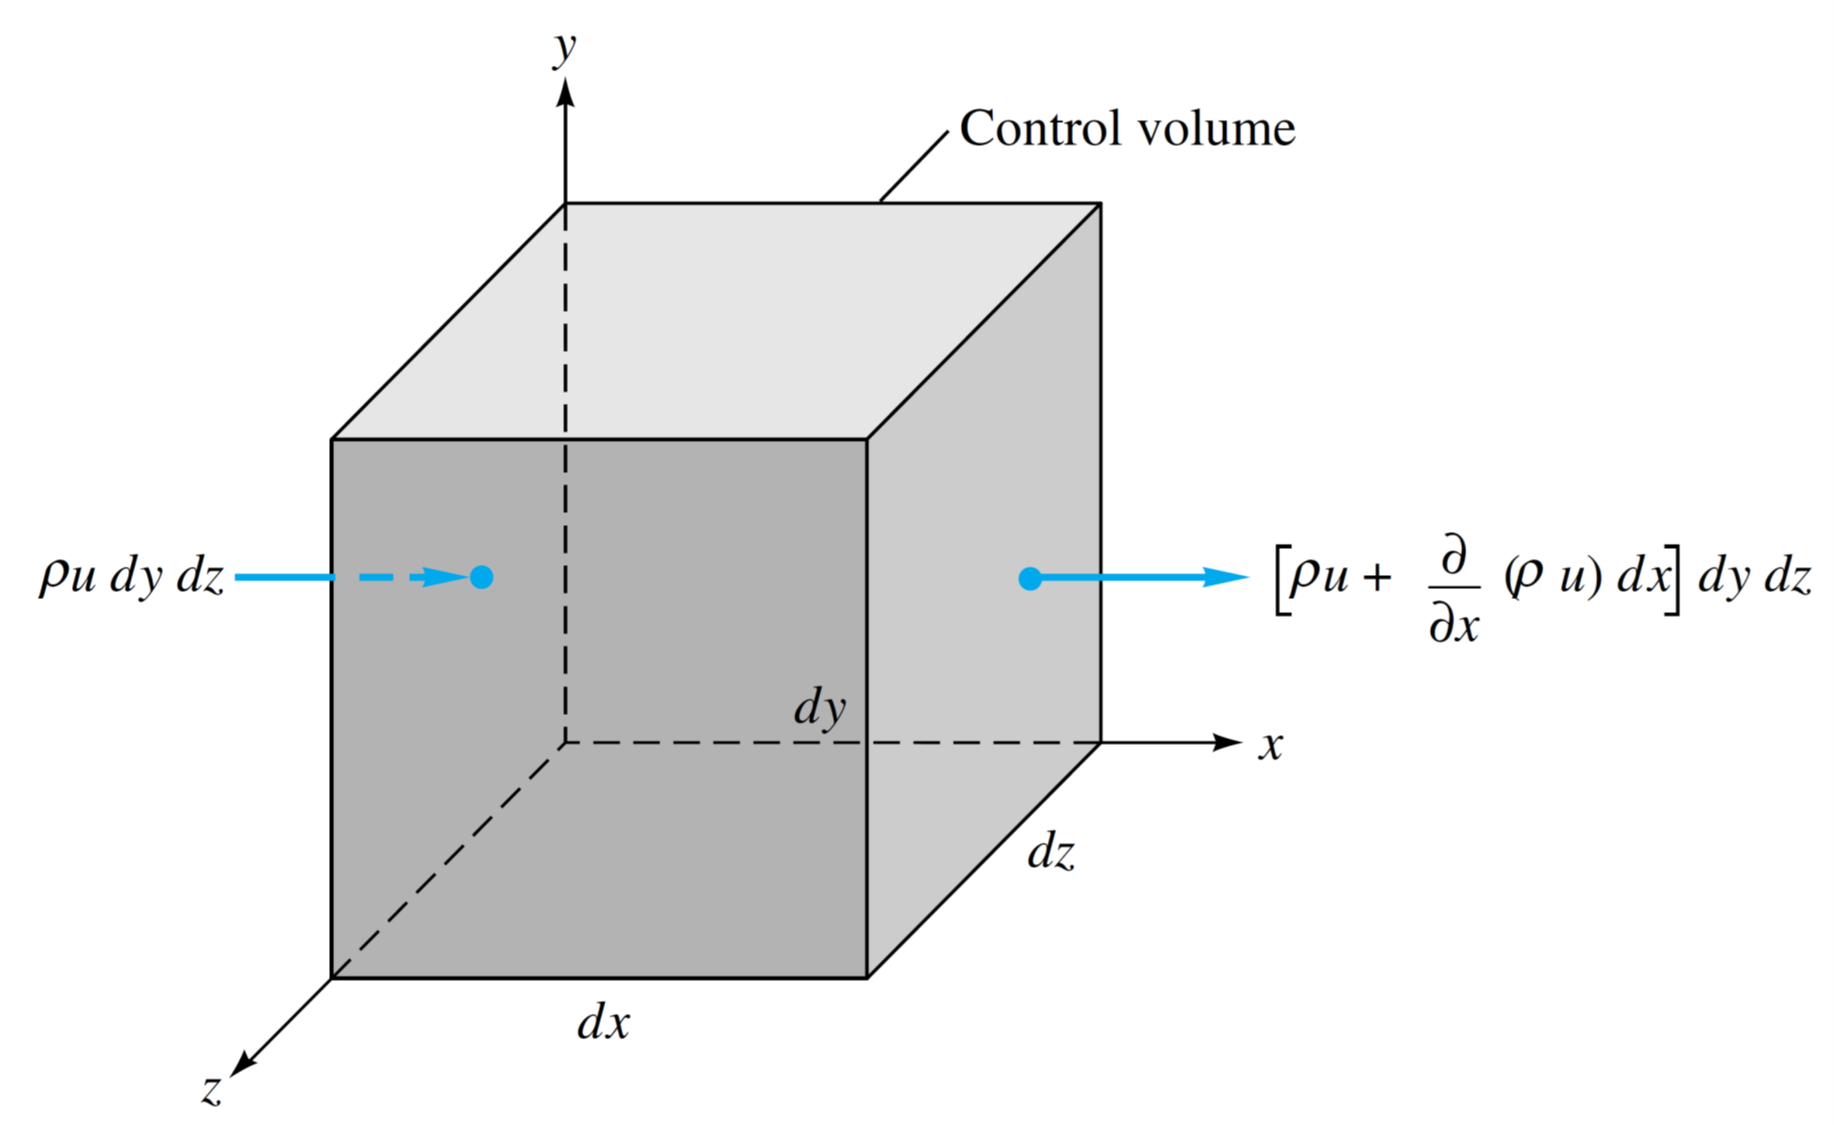 y
Control volume
ρu dy dz
[ρu + ∂/∂x (ρ u) dx] dy dz
dy
x
dz
dx
z